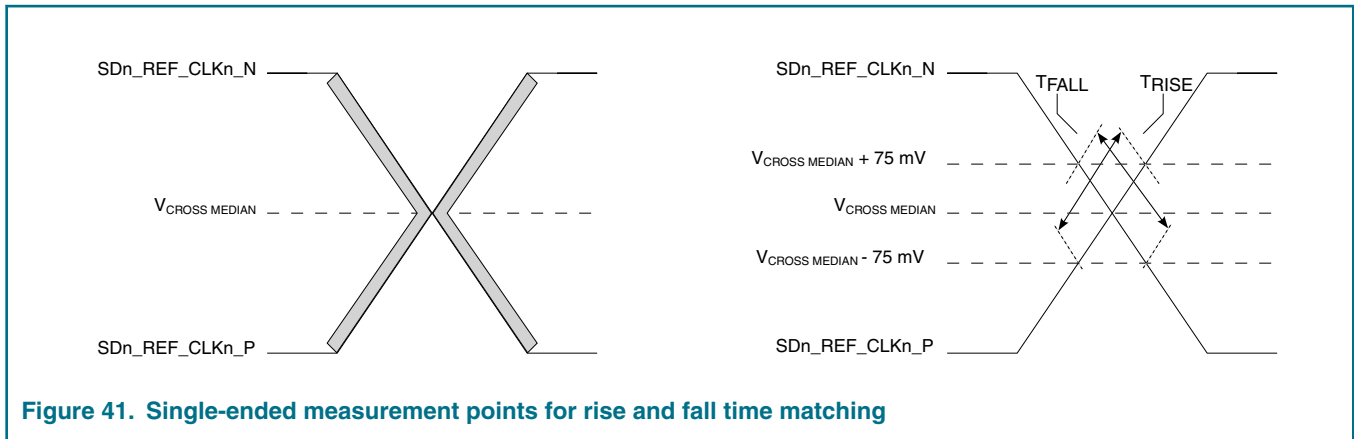 SDn_REF_CLKn_N
VCROSS MEDIAN
SDn_REF_CLKn_P
SDn_REF_CLKn_N
TFALL
TRISE
VCROSS MEDIAN + 75 mV
VCROSS MEDIAN
VCROSS MEDIAN - 75 mV
SDn_REF_CLKn_P
Figure 41. Single-ended measurement points for rise and fall time matching